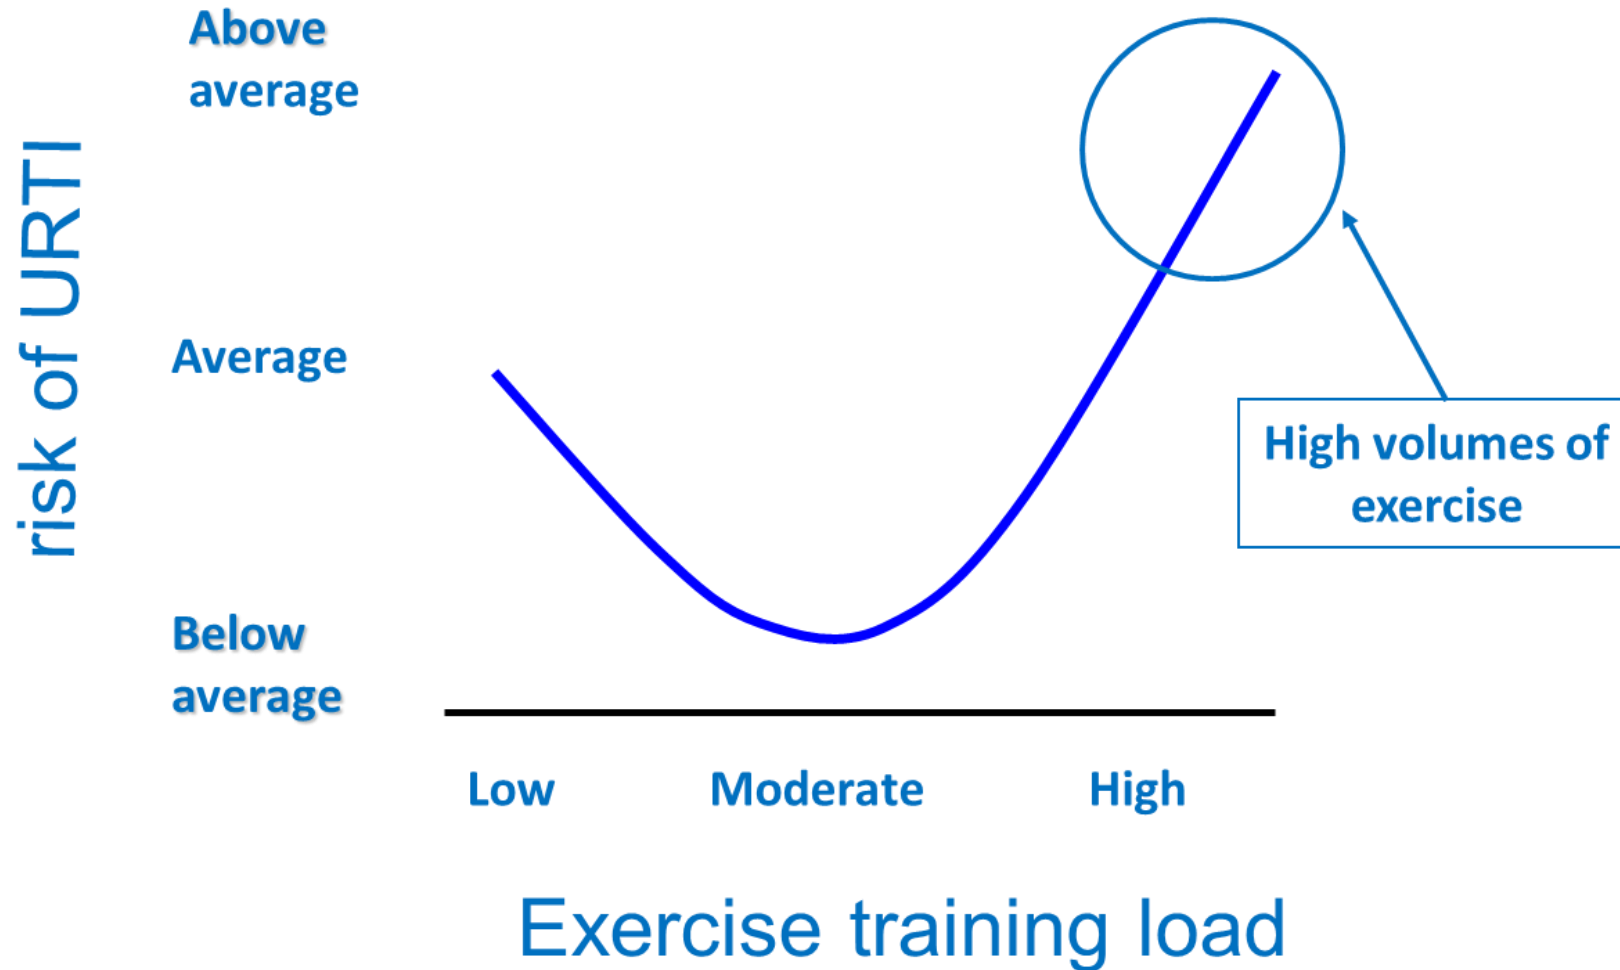 Above
average
risk of URTI
Average
High volumes of
exercise
Below
average
Low Moderate High
Exercise training load